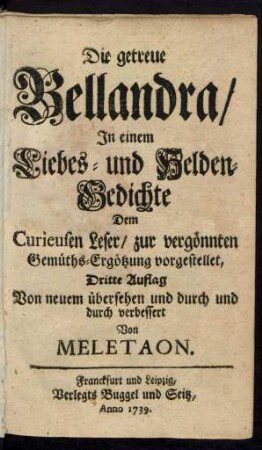 Die getreue
Bellandra/
In einem
Liebes- und Helden-
Gedichte
Dem
Curieusen Leser/ zur vergönnten
Gemüths-Ergötzung vorgestellet,
Dritte Auflag
Von neuem übersehen und durch und
durch verbessert
Von
MELETAON.
Franckfurt und Leipzig,
Verlegts Buggel und Seitz,
Anno 1739.